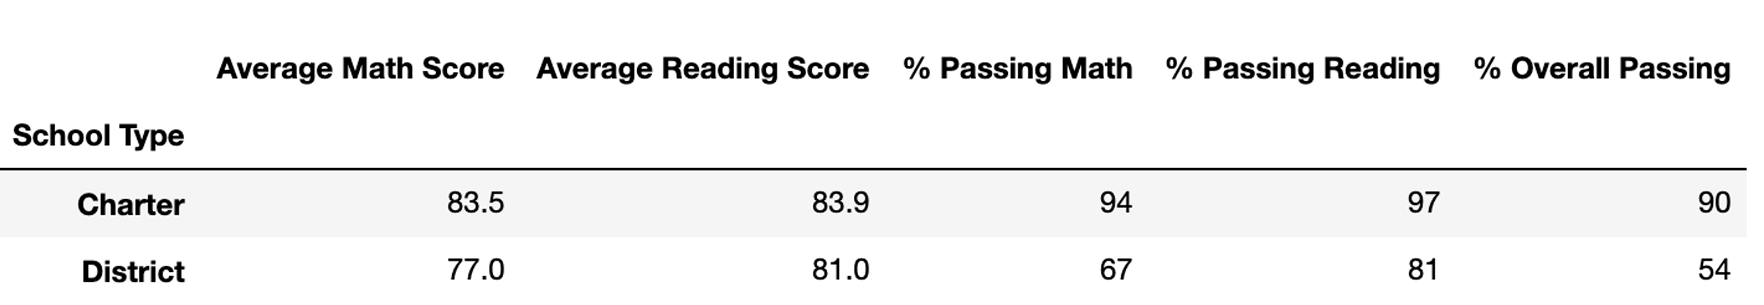 Average Math Score Average Reading Score % Passing Math % Passing Reading % Overall Passing
School Type
Charter 83.5 83.9 94 97 90
District 77.0 81.0 67 81 54